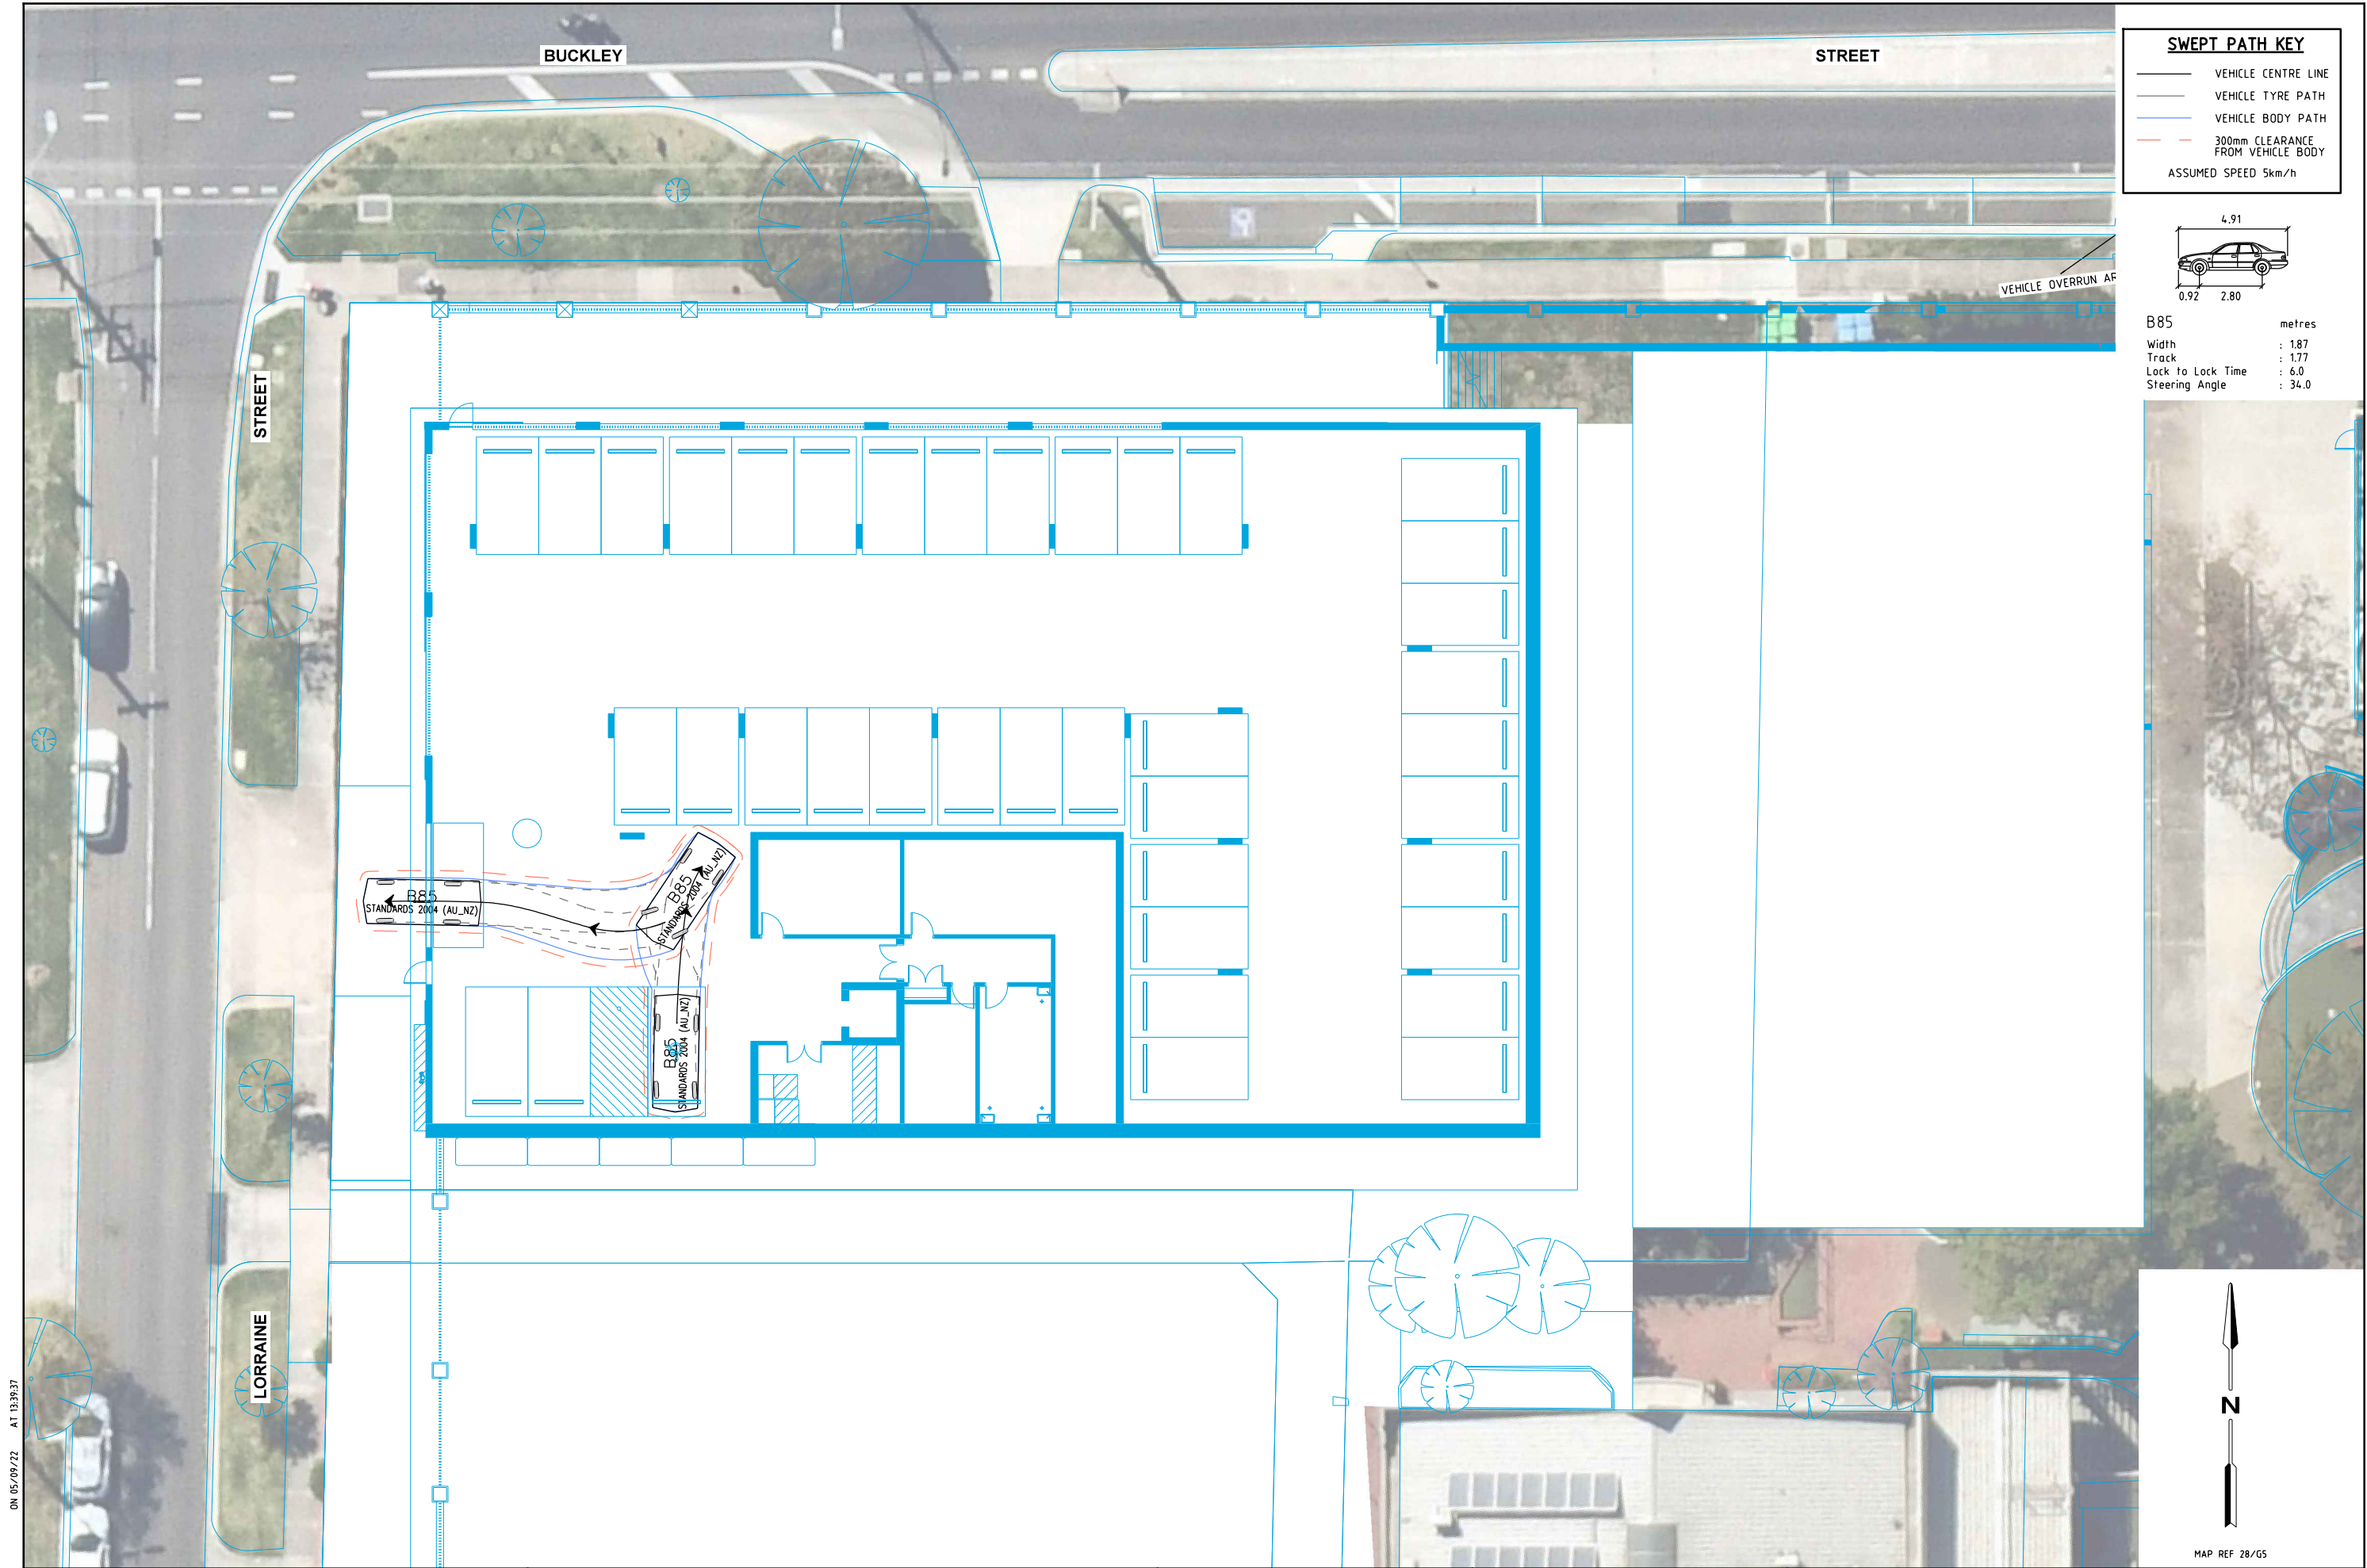 BUCKLEY
STREET
SWEPT PATH KEY
VEHICLE CENTRE LINE
VEHICLE TYRE PATH
VEHICLE BODY PATH
300mm CLEARANCE
FROM VEHICLE BODY
ASSUMED SPEED 5km/h
4.91
0.92 2.80
B85 metres
Width : 1.87
Track : 1.77
Lock to Lock Time : 6.0
Steering Angle : 34.0
VEHICLE OVERRUN AR
STREET
B85
STANDARDS 2004 (AU_NZ)
B85
STANDARDS 2004 (AU_NZ)
B85
STANDARDS 2004 (AU_NZ)
LORRAINE
N
MAP REF 28/G5
ON 05/09/22 AT 13:39:37